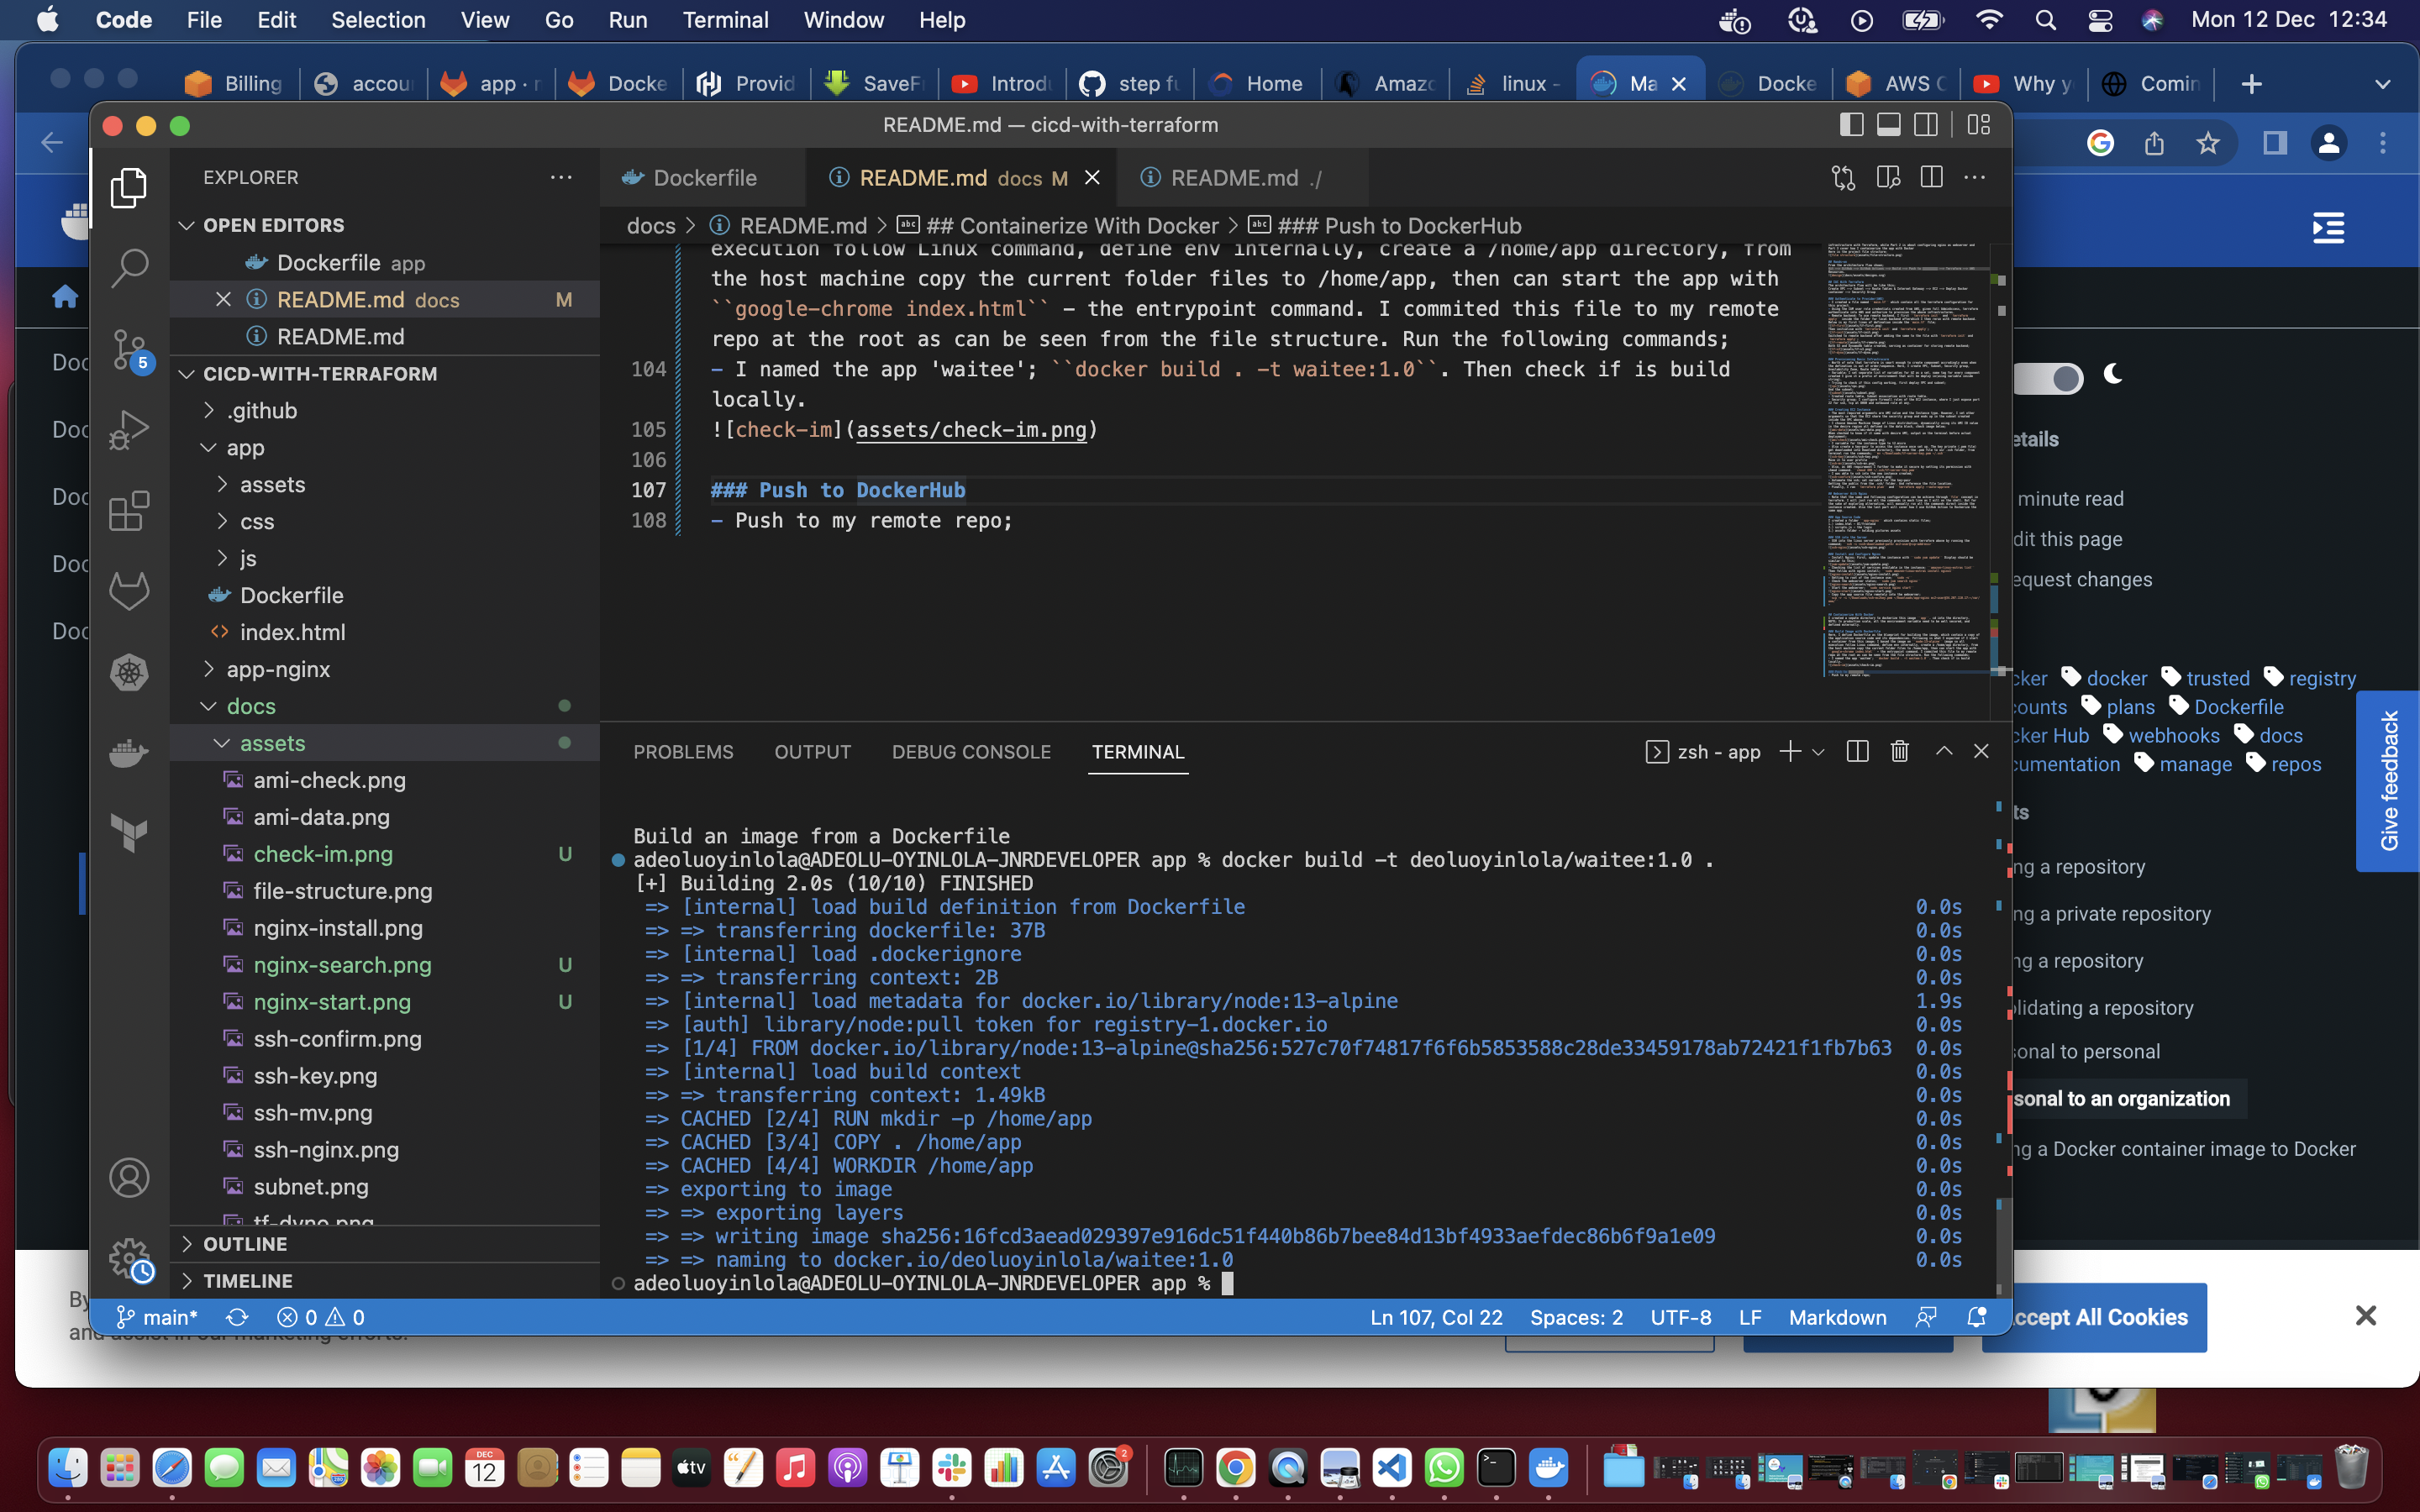 Code File Edit Selection View Go Run Terminal Window Help Mon 12 Dec 12:34
Billing accou app · Docke Provid SaveF Introdu step fu Home Amazo linux - Ma Docke AWS C Why y Comin
README.md — cicd-with-terraform
EXPLORER
Dockerfile README.md docs M README.md ./
OPEN EDITORS
docs > README.md > ## Containerize With Docker > ### Push to DockerHub
Dockerfile app
README.md docs M
README.md
CICD-WITH-TERRAFORM
.github
app
assets
css
js
Dockerfile
index.html
app-nginx
docs
assets
ami-check.png
ami-data.png
check-im.png U
file-structure.png
nginx-install.png
nginx-search.png U
nginx-start.png U
ssh-confirm.png
ssh-key.png
ssh-mv.png
ssh-nginx.png
subnet.png
tf-dyno.png
OUTLINE
TIMELINE
5
execution follow Linux command, define env internally, create a /home/app directory, from
the host machine copy the current folder files to /home/app, then can start the app with
``google-chrome index.html`` - the entrypoint command. I commited this file to my remote
repo at the root as can be seen from the file structure. Run the following commands;
104 - I named the app 'waitee'; ``docker build . -t waitee:1.0``. Then check if is build
locally.
105 ![check-im](assets/check-im.png)
106
107 ### Push to DockerHub
108 - Push to my remote repo;
PROBLEMS OUTPUT DEBUG CONSOLE TERMINAL zsh - app
Build an image from a Dockerfile
adeoluoyinlola@ADEOLU-OYINLOLA-JNRDEVELOPER app % docker build -t deoluoyinlola/waitee:1.0 .
[+] Building 2.0s (10/10) FINISHED
=> [internal] load build definition from Dockerfile 0.0s
=> => transferring dockerfile: 37B 0.0s
=> [internal] load .dockerignore 0.0s
=> => transferring context: 2B 0.0s
=> [internal] load metadata for docker.io/library/node:13-alpine 1.9s
=> [auth] library/node:pull token for registry-1.docker.io 0.0s
=> [1/4] FROM docker.io/library/node:13-alpine@sha256:527c70f74817f6f6b5853588c28de33459178ab72421f1fb7b63 0.0s
=> [internal] load build context 0.0s
=> => transferring context: 1.49kB 0.0s
=> CACHED [2/4] RUN mkdir -p /home/app 0.0s
=> CACHED [3/4] COPY . /home/app 0.0s
=> CACHED [4/4] WORKDIR /home/app 0.0s
=> exporting to image 0.0s
=> => exporting layers 0.0s
=> => writing image sha256:16fcd3aead029397e916dc51f440b86b7bee84d13bf4933aefdec86b6f9a1e09 0.0s
=> => naming to docker.io/deoluoyinlola/waitee:1.0 0.0s
adeoluoyinlola@ADEOLU-OYINLOLA-JNRDEVELOPER app %
main* 0 0 Ln 107, Col 22 Spaces: 2 UTF-8 LF Markdown
Doc
Doc
Doc
Doc
Doc
etails
minute read
dit this page
equest changes
cker docker trusted registry
counts plans Dockerfile
cker Hub webhooks docs
cumentation manage repos
Give feedback
ts
ng a repository
ng a private repository
ng a repository
lidating a repository
onal to personal
sonal to an organization
ng a Docker container image to Docker
By
and assist in our marketing efforts.
ccept All Cookies
DEC
12
tv
2